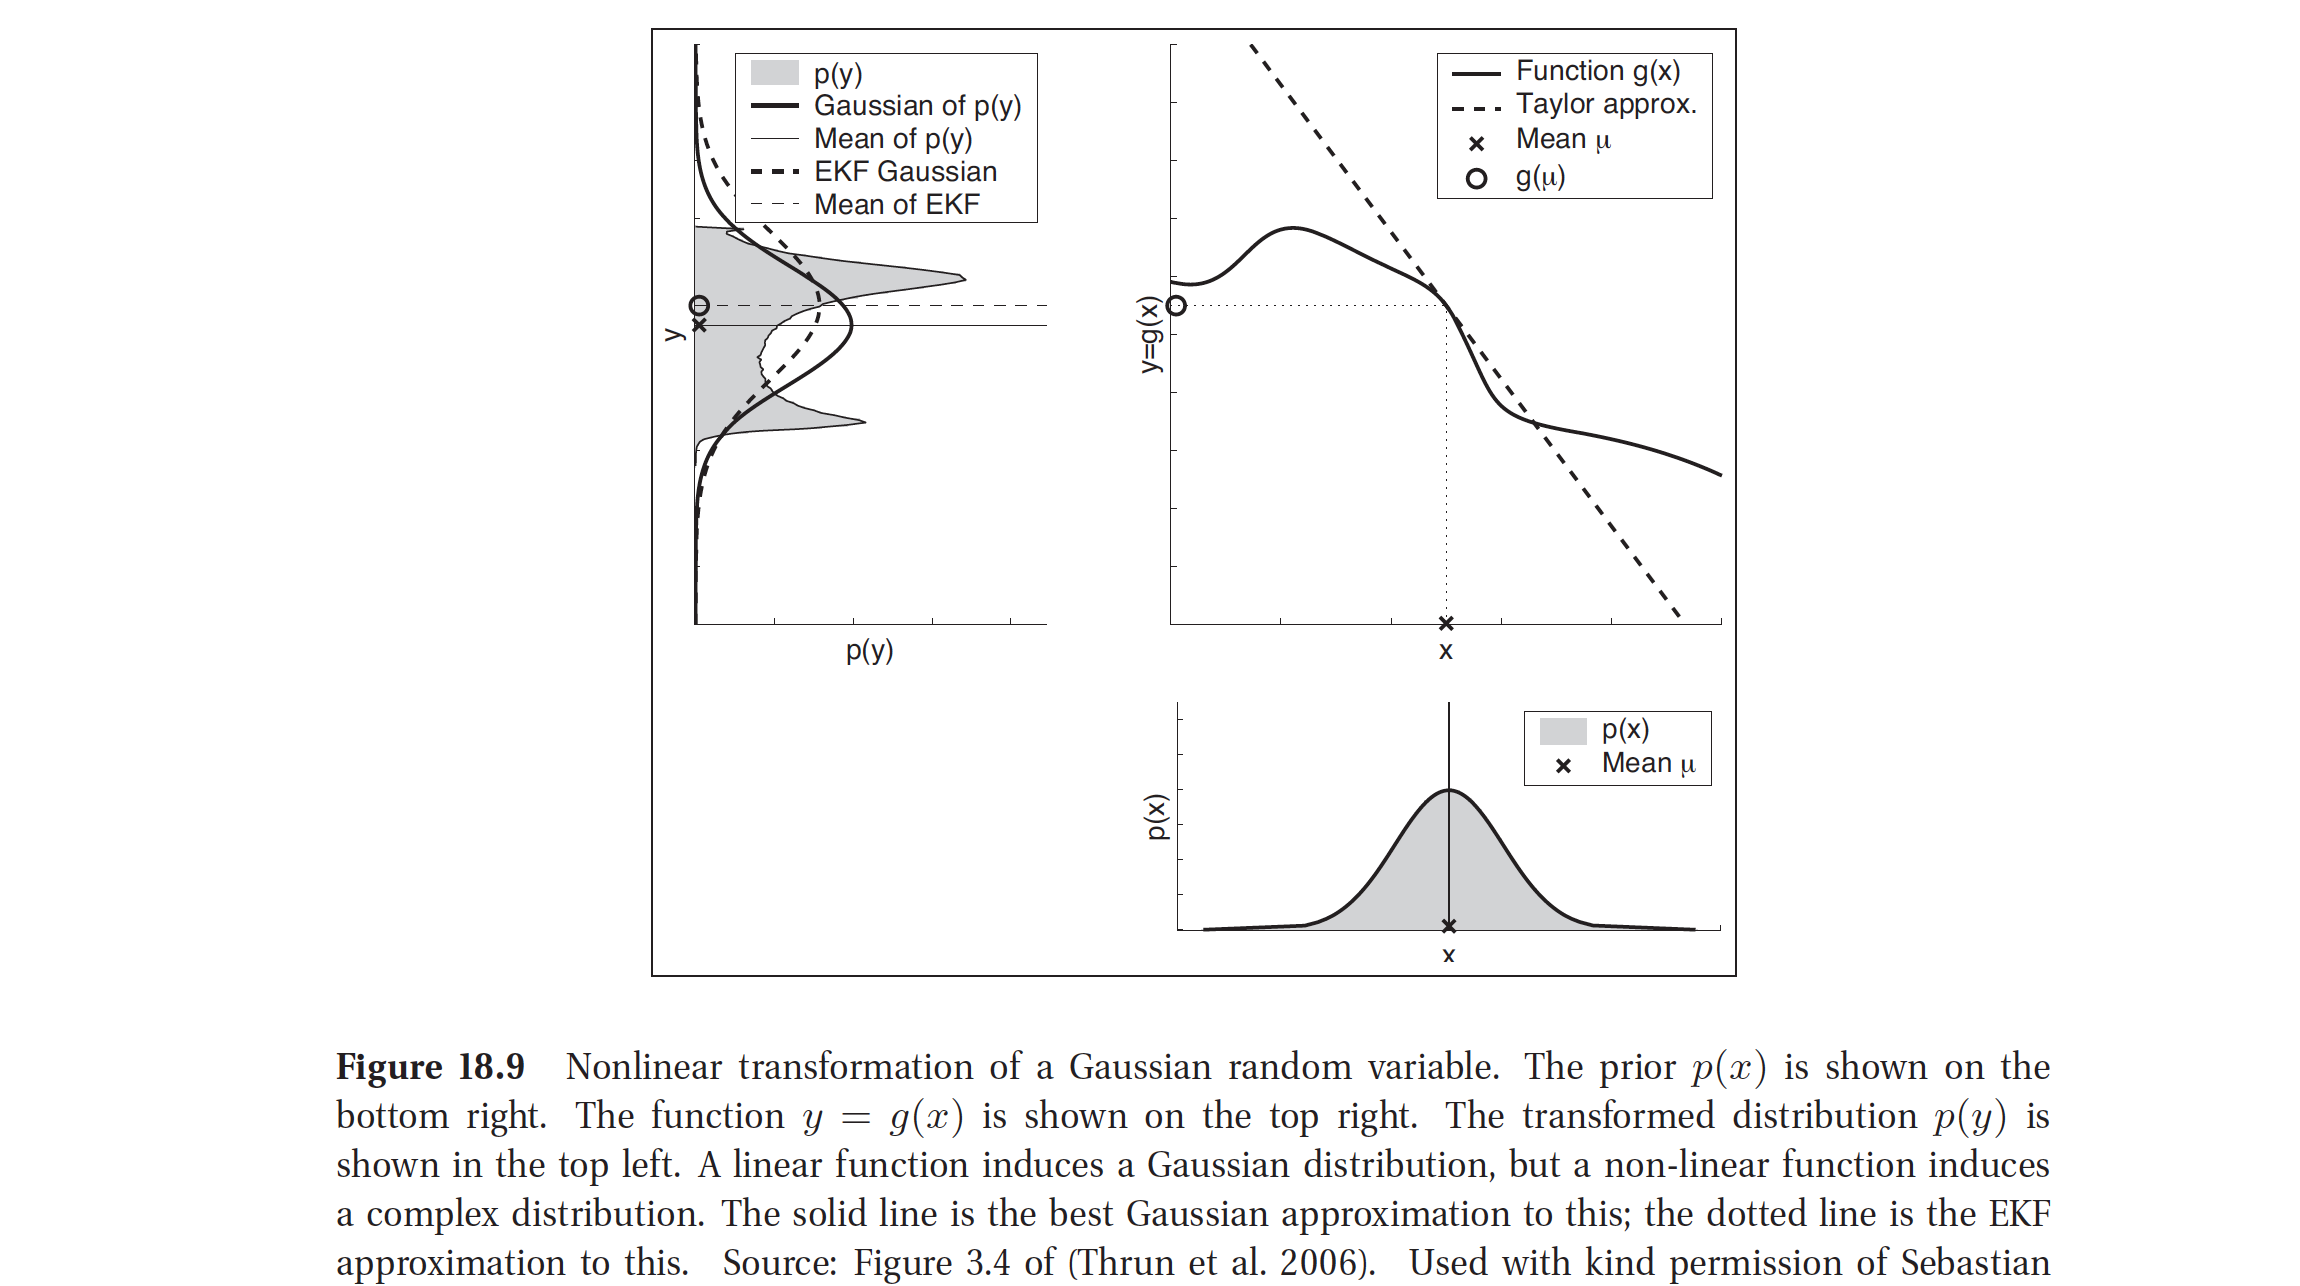 p(y)
Gaussian of p(y)
Mean of p(y)
EKF Gaussian
Mean of EKF
y
p(y)
Function g(x)
Taylor approx.
Mean μ
g(μ)
y=g(x)
x
p(x)
Mean μ
p(x)
x
Figure 18.9 Nonlinear transformation of a Gaussian random variable. The prior p(x) is shown on the
bottom right. The function y = g(x) is shown on the top right. The transformed distribution p(y) is
shown in the top left. A linear function induces a Gaussian distribution, but a non-linear function induces
a complex distribution. The solid line is the best Gaussian approximation to this; the dotted line is the EKF
approximation to this. Source: Figure 3.4 of (Thrun et al. 2006). Used with kind permission of Sebastian